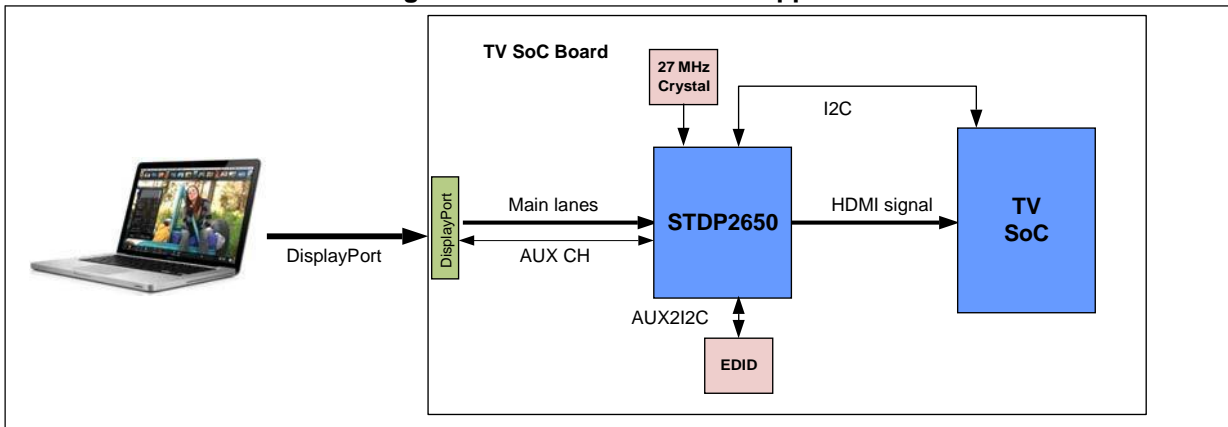 TV SoC Board
27 MHz
Crystal
I2C
DisplayPort
DisplayPort
Main lanes
AUX CH
STDP2650
HDMI signal
TV
SoC
AUX2I2C
EDID